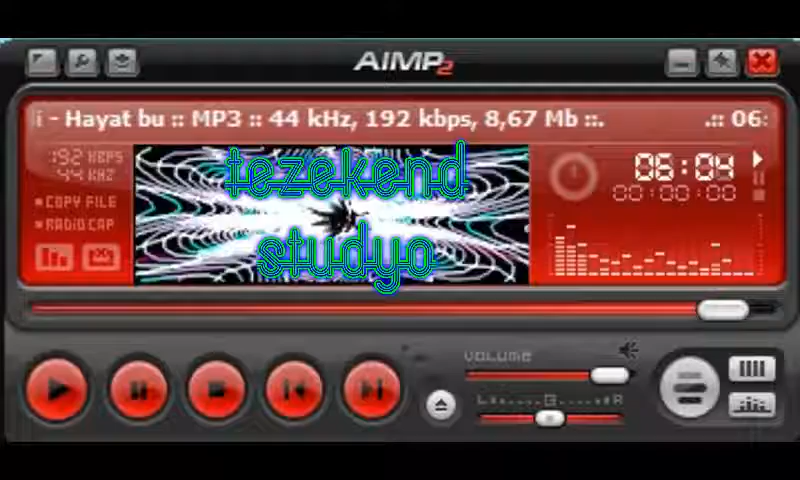 AIMP2
i - Hayat bu :: MP3 :: 44 kHz, 192 kbps, 8,67 Mb ::.
.:: 06:
192 KBPS
44 KHZ
COPY FILE
RADIO CAP
tezekend
studyo
06:04
00:00:00
VOLUME
L R